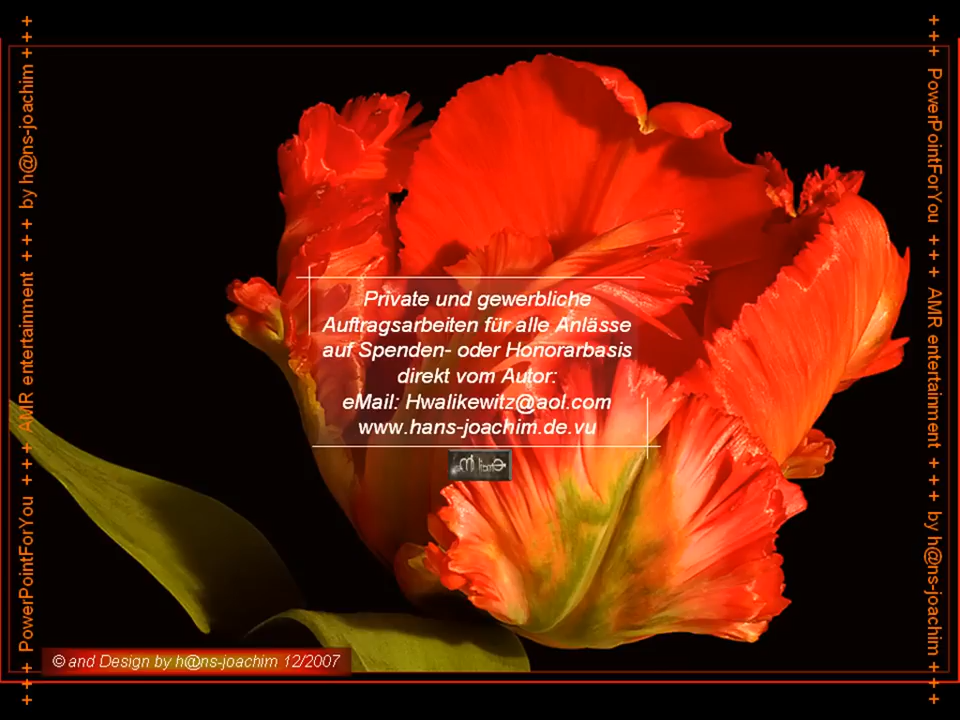 + + + PowerPointForYou + + + AMR entertainment + + + by h@ns-joachim + + +
Private und gewerbliche
Auftragsarbeiten für alle Anlässe
auf Spenden- oder Honorarbasis
direkt vom Autor:
eMail: Hwalikewitz@aol.com
www.hans-joachim.de.vu
© and Design by h@ns-joachim 12/2007
+ + + PowerPointForYou + + + AMR entertainment + + + by h@ns-joachim + + +